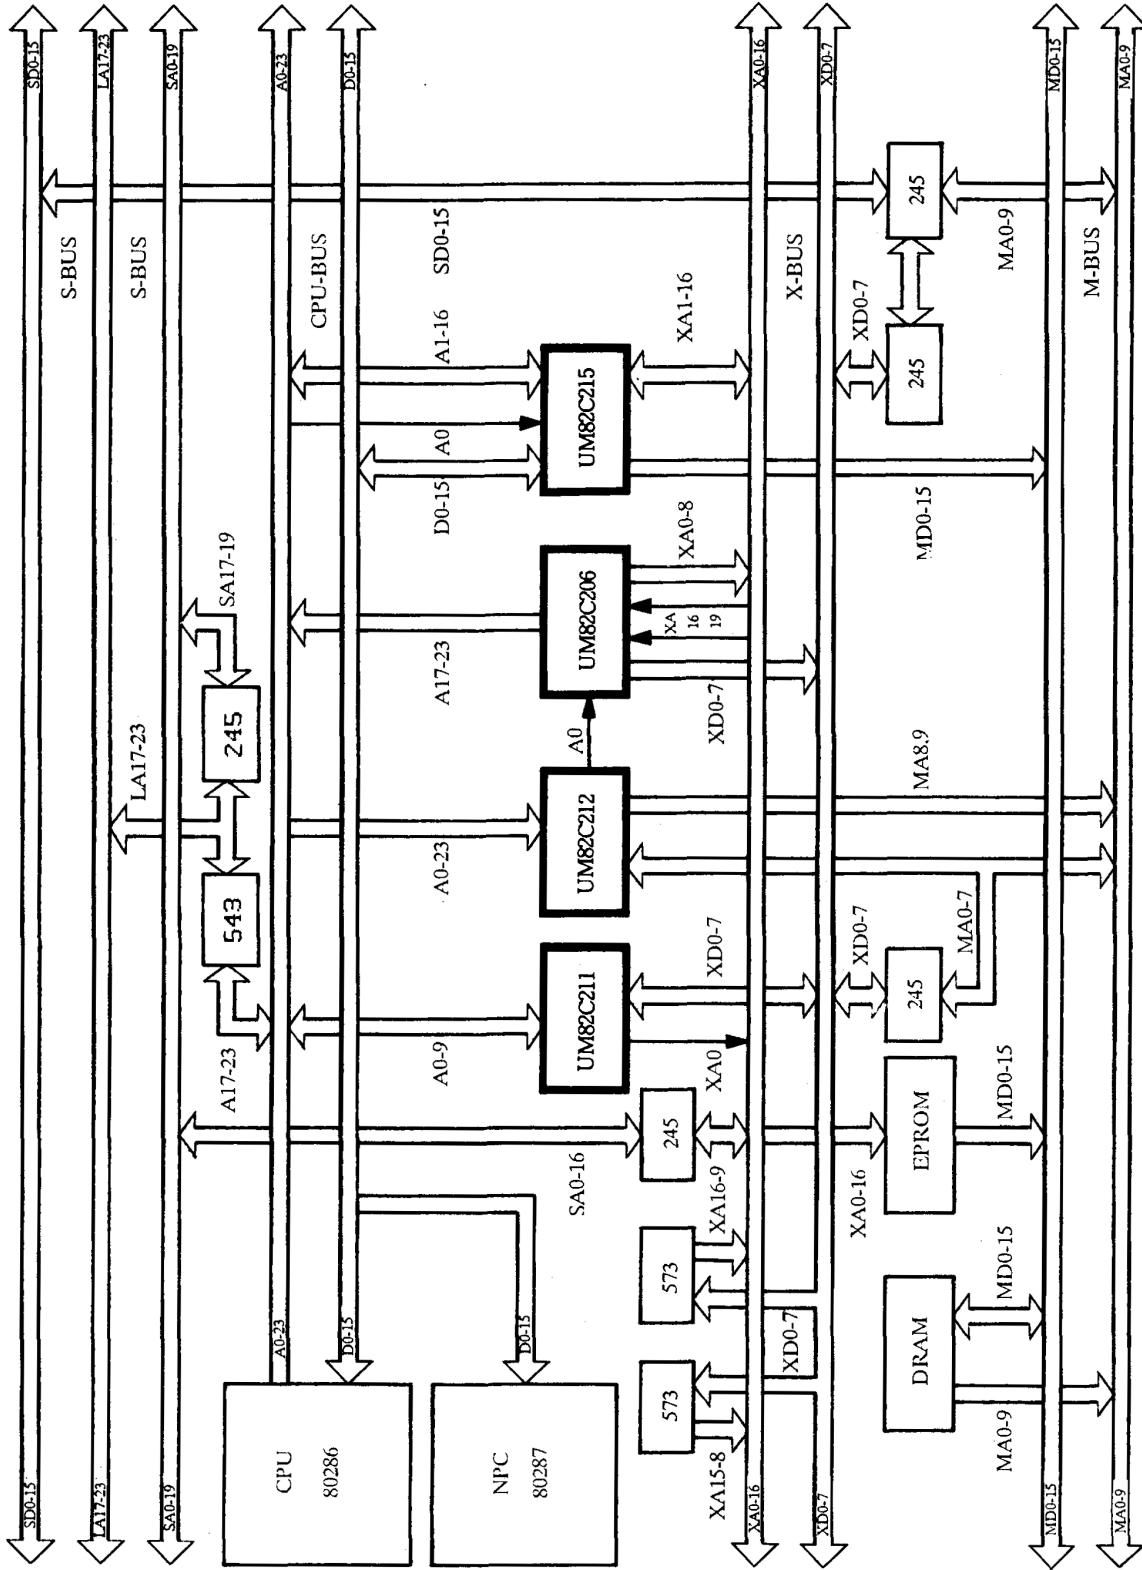 SD0-15
LA17-23
SA0-19
A0-23
D0-15
XA0-16
XD0-7
MD0-15
MA0-9
S-BUS
S-BUS
CPU-BUS
SD0-15
X-BUS
245
MA0-9
M-BUS
A1-16
XA1-16
XD0-7
245
A0
D0-15
UM82C215
MD0-15
SA17-19
A17-23
UM82C206
XA0-8
XA
16
19
XD0-7
LA17-23
245
A0
543
A0-23
UM82C212
MA8.9
MA0-7
A17-23
A0-9
UM82C211
XD0-7
XA0
XD0-7
245
SA0-16
245
XA16-9
XA0-16
EPROM
MD0-15
573
573
XD0-7
XA15-8
DRAM
MD0-15
MA0-9
A0-23
D0-15
D0-15
CPU
80286
NPC
80287
SD0-15
LA17-23
SA0-19
XA0-16
XD0-7
MD0-15
MA0-9